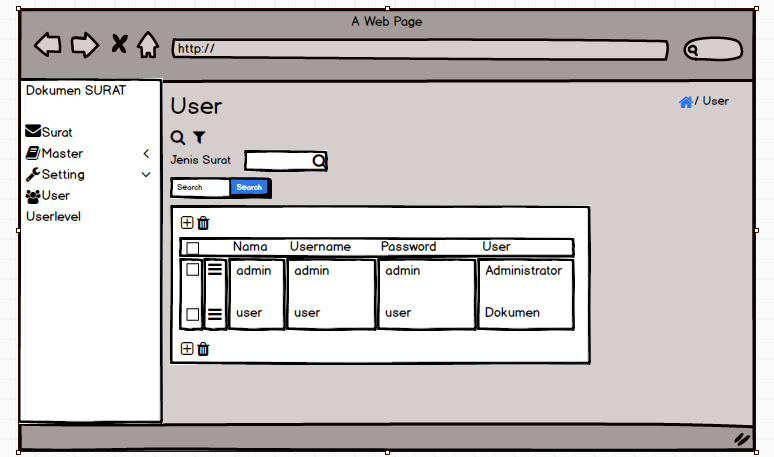 A Web Page
http://
Dokumen SURAT
Surat
Master
Setting
User
Userlevel
User
/ User
Jenis Surat
Search Search
Nama Username Password User
admin admin admin Administrator
user user user Dokumen